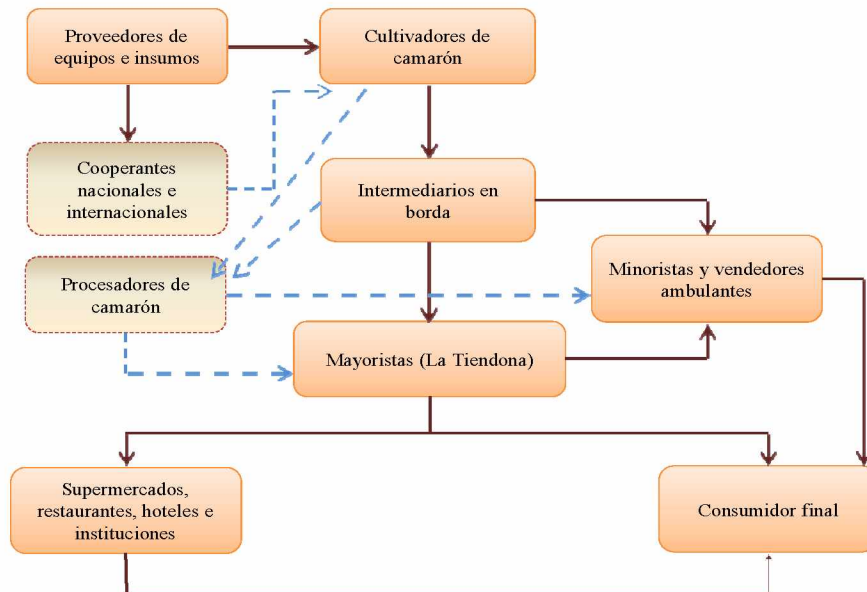 Proveedores de
equipos e insumos
Cultivadores de
camarón
Cooperantes
nacionales e
internacionales
Intermediarios en
borda
Procesadores de
camarón
Minoristas y vendedores
ambulantes
Mayoristas (La Tiendona)
Supermercados,
restaurantes, hoteles e
instituciones
Consumidor final